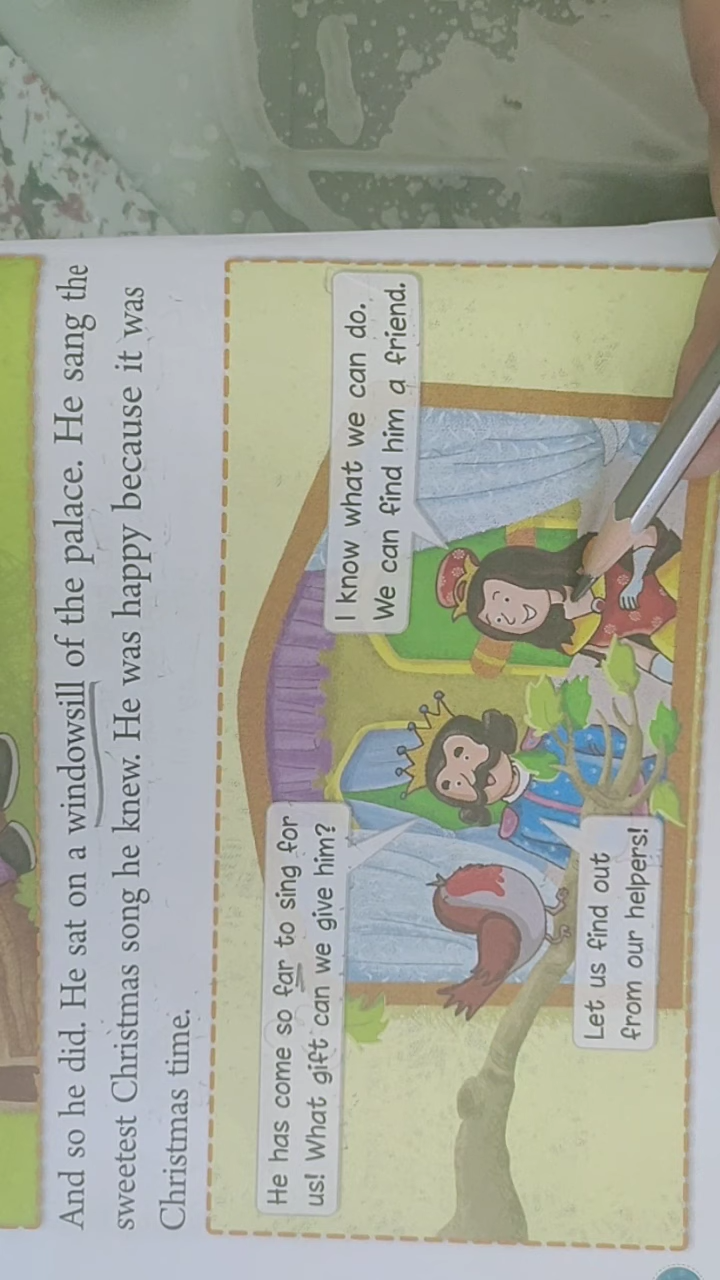 And so he did. He sat on a windowsill of the palace. He sang the
sweetest Christmas song he knew. He was happy because it was
Christmas time.
He has come so far to sing for
us! What gift can we give him?
I know what we can do.
We can find him a friend.
Let us find out
from our helpers!